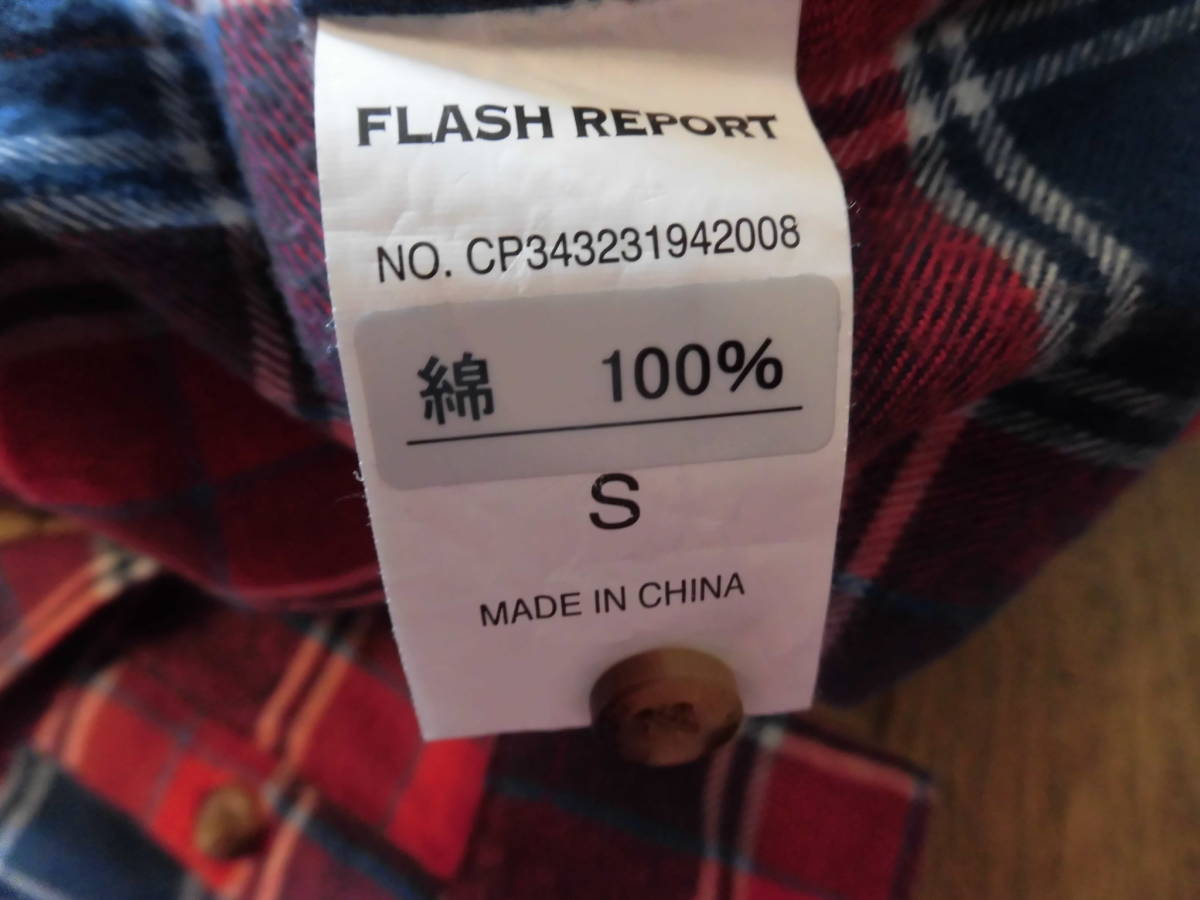 FLASH REPORT
NO. CP343231942008
綿 100%
S
MADE IN CHINA